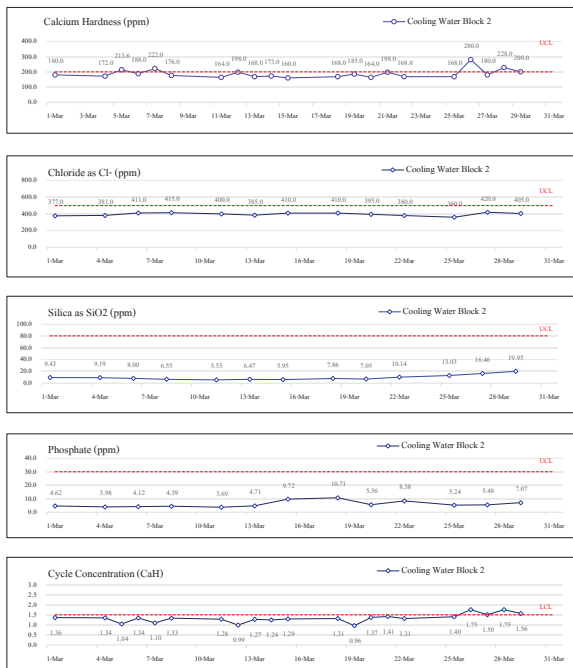 Calcium Hardness (ppm)
Cooling Water Block 2
UCL
400.0
300.0
200.0
100.0
0.0
180.0 172.0 213.6 188.0 222.0 176.0 164.0 198.0 168.0 173.0 160.0 168.0 185.0 164.0 198.0 168.0 168.0 280.0 180.0 228.0 200.0
1-Mar 3-Mar 5-Mar 7-Mar 9-Mar 11-Mar 13-Mar 15-Mar 17-Mar 19-Mar 21-Mar 23-Mar 25-Mar 27-Mar 29-Mar 31-Mar
Chloride as Cl- (ppm)
Cooling Water Block 2
UCL
800.0
600.0
400.0
200.0
0.0
377.0 381.0 411.0 415.0 400.0 385.0 410.0 410.0 395.0 380.0 360.0 420.0 405.0
1-Mar 4-Mar 7-Mar 10-Mar 13-Mar 16-Mar 19-Mar 22-Mar 25-Mar 28-Mar 31-Mar
Silica as SiO2 (ppm)
Cooling Water Block 2
UCL
100.0
80.0
60.0
40.0
20.0
0.0
9.43 9.19 8.00 6.55 5.53 6.47 5.95 7.86 7.05 10.14 13.03 16.46 19.95
1-Mar 4-Mar 7-Mar 10-Mar 13-Mar 16-Mar 19-Mar 22-Mar 25-Mar 28-Mar 31-Mar
Phosphate (ppm)
Cooling Water Block 2
UCL
40.0
30.0
20.0
10.0
0.0
4.62 3.98 4.12 4.39 3.69 4.71 9.72 10.71 5.56 8.38 5.24 5.48 7.07
1-Mar 4-Mar 7-Mar 10-Mar 13-Mar 16-Mar 19-Mar 22-Mar 25-Mar 28-Mar 31-Mar
Cycle Concentration (CaH)
Cooling Water Block 2
LCL
3.0
2.5
2.0
1.5
1.0
0.5
0.0
1.36 1.34 1.04 1.34 1.10 1.33 1.28 0.99 1.27 1.24 1.29 1.31 0.96 1.37 1.41 1.31 1.40 1.75 1.50 1.75 1.56
1-Mar 4-Mar 7-Mar 10-Mar 13-Mar 16-Mar 19-Mar 22-Mar 25-Mar 28-Mar 31-Mar